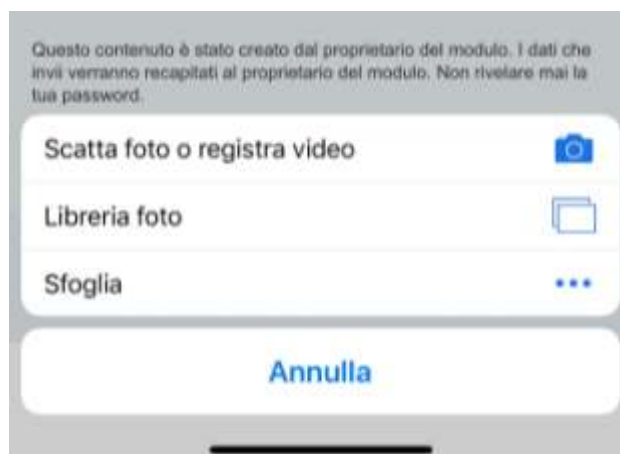 Questo contenuto è stato creato dal proprietario del modulo. I dati che
invii verranno recapitati al proprietario del modulo. Non rivelare mai la
tua password.
Scatta foto o registra video
Libreria foto
Sfoglia
Annulla